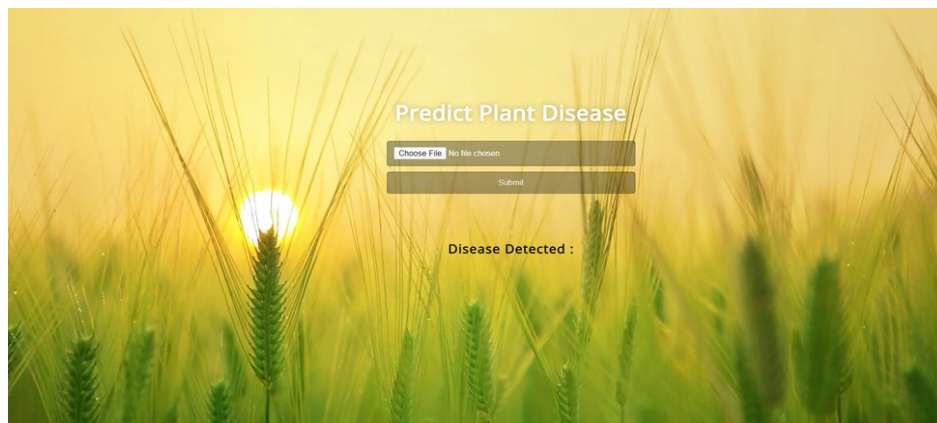 Predict Plant Disease
Choose File No file chosen
Submit
Disease Detected :